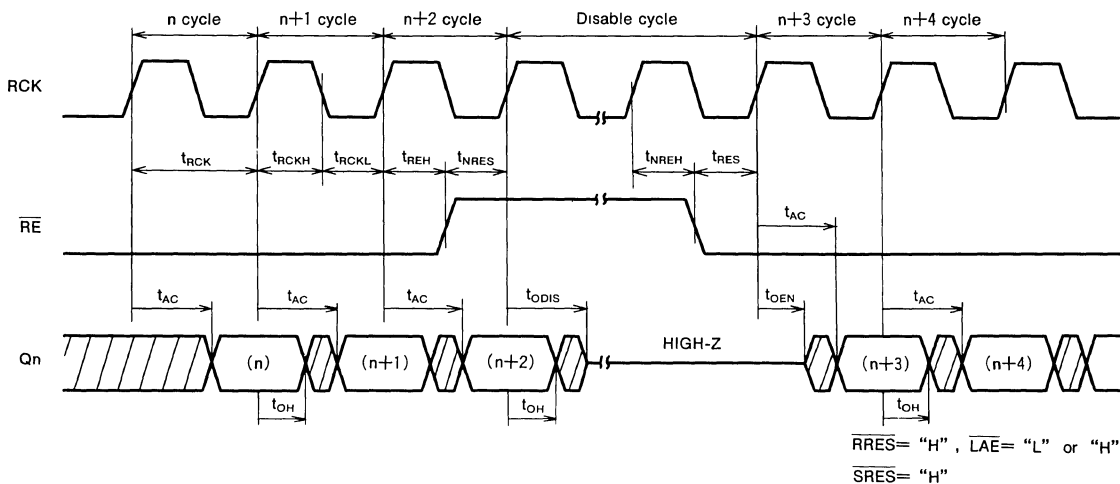 n cycle n+1 cycle n+2 cycle Disable cycle n+3 cycle n+4 cycle
RCK
tRCK tRCKH tRCKL tREH tNRES tNREH tRES
RE
tAC
tAC tAC tAC tODIS tOEN tAC
Qn (n) (n+1) (n+2) HIGH-Z (n+3) (n+4)
tOH tOH tOH
RRES= “H” , LAE= “L” or “H”
SRES= “H”